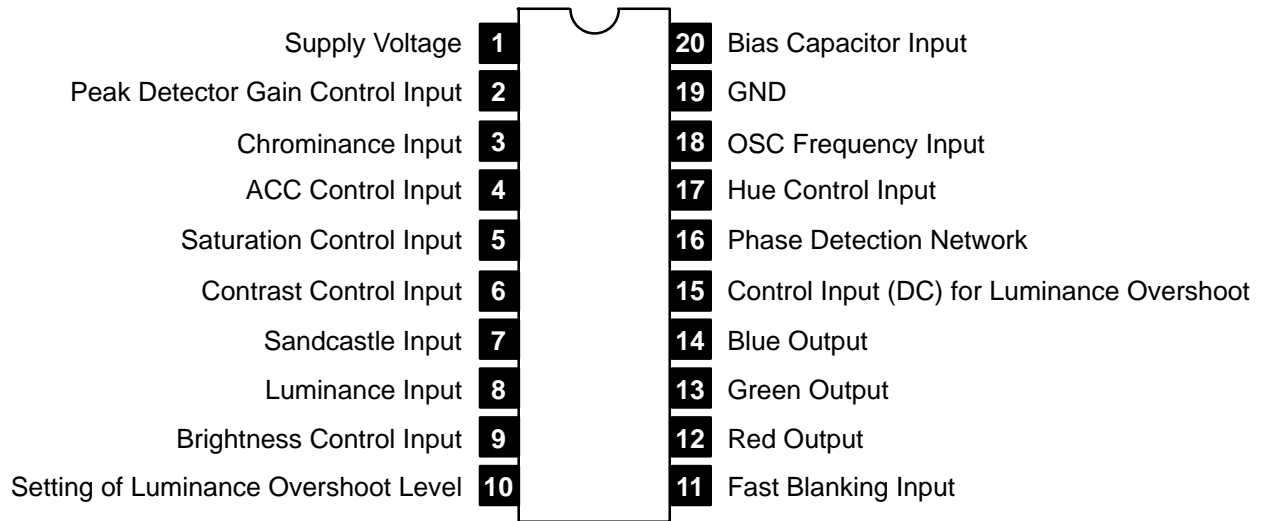 Supply Voltage 1 20 Bias Capacitor Input
Peak Detector Gain Control Input 2 19 GND
Chrominance Input 3 18 OSC Frequency Input
ACC Control Input 4 17 Hue Control Input
Saturation Control Input 5 16 Phase Detection Network
Contrast Control Input 6 15 Control Input (DC) for Luminance Overshoot
Sandcastle Input 7 14 Blue Output
Luminance Input 8 13 Green Output
Brightness Control Input 9 12 Red Output
Setting of Luminance Overshoot Level 10 11 Fast Blanking Input